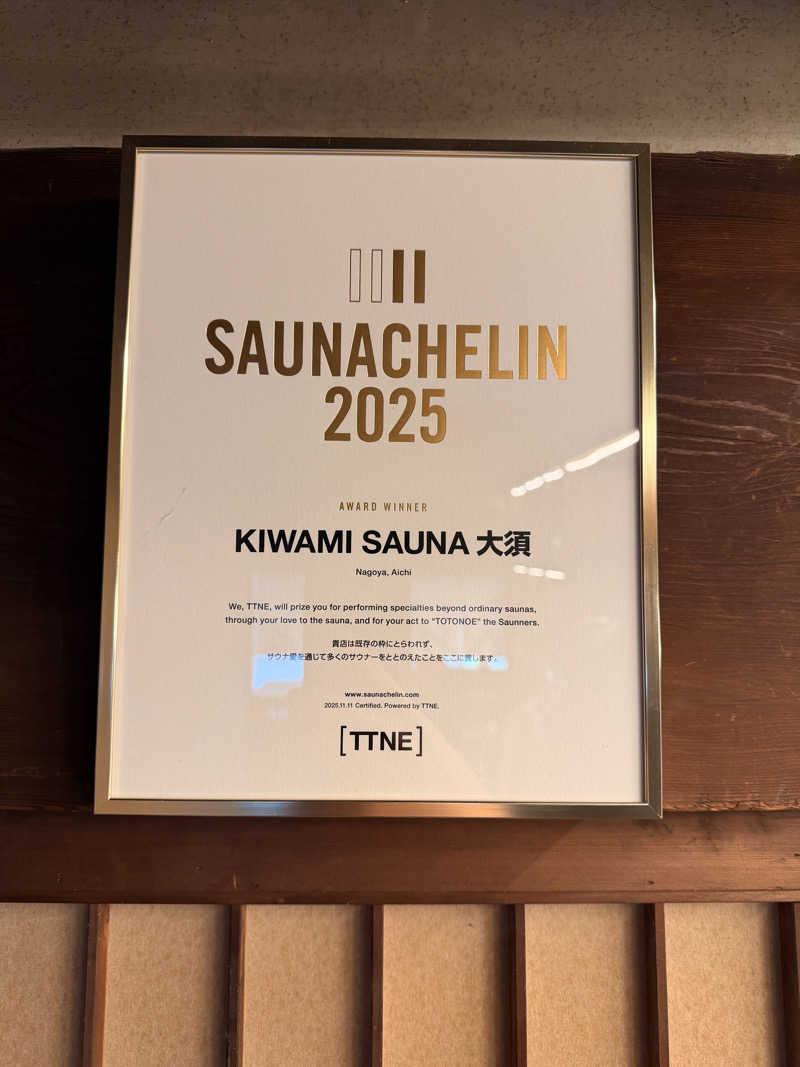 SAUNACHELIN
2025
AWARD WINNER
KIWAMI SAUNA 大須
Nagoya, Aichi
We, TTNE, will prize you for performing specialties beyond ordinary saunas,
through your love to the sauna, and for your act to “TOTONOE” the Saunners.
貴店は既存の枠にとらわれず、
サウナ愛を通じて多くのサウナーをととのえたことをここに賞します。
www.saunachelin.com
2025.11.11 Certified. Powered by TTNE.
[TTNE]